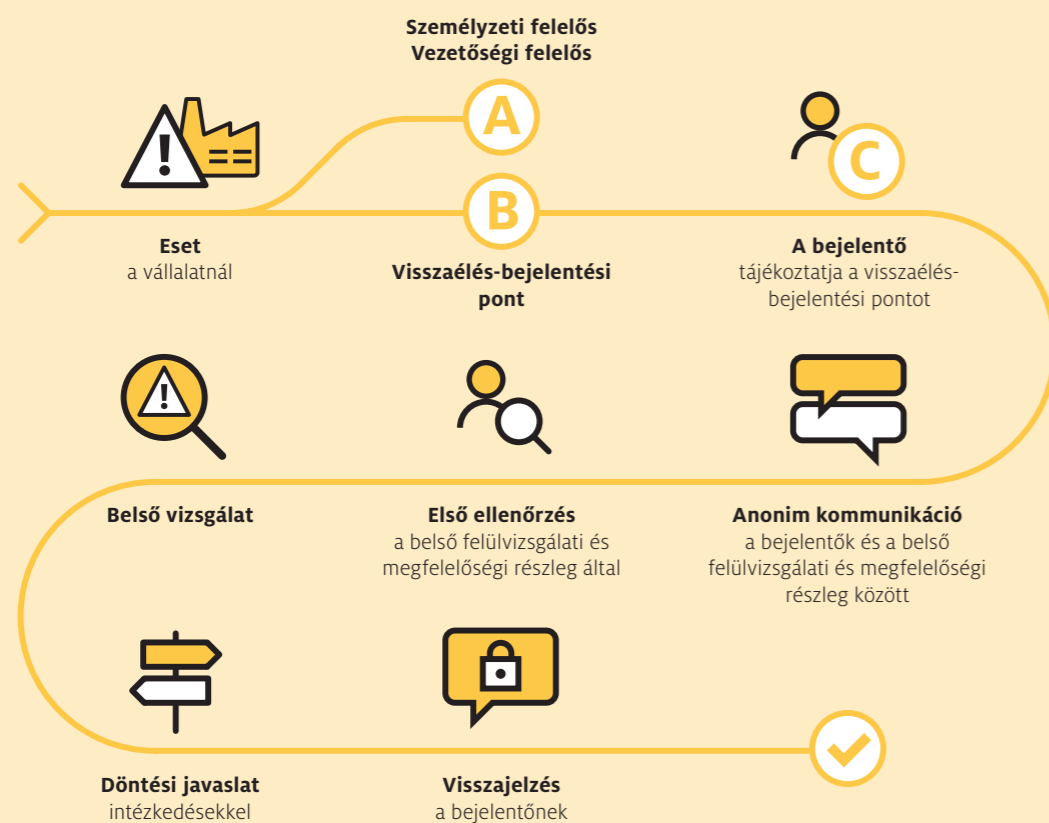 Személyzeti felelős
Vezetőségi felelős
A
B
C
Eset
a vállalatnál
Visszaélés-bejelentési
pont
A bejelentő
tájékoztatja a visszaélés-
bejelentési pontot
Belső vizsgálat
Első ellenőrzés
a belső felülvizsgálati és
megfelelőségi részleg által
Anonim kommunikáció
a bejelentők és a belső
felülvizsgálati és megfelelőségi
részleg között
Döntési javaslat
intézkedésekkel
Visszajelzés
a bejelentőnek